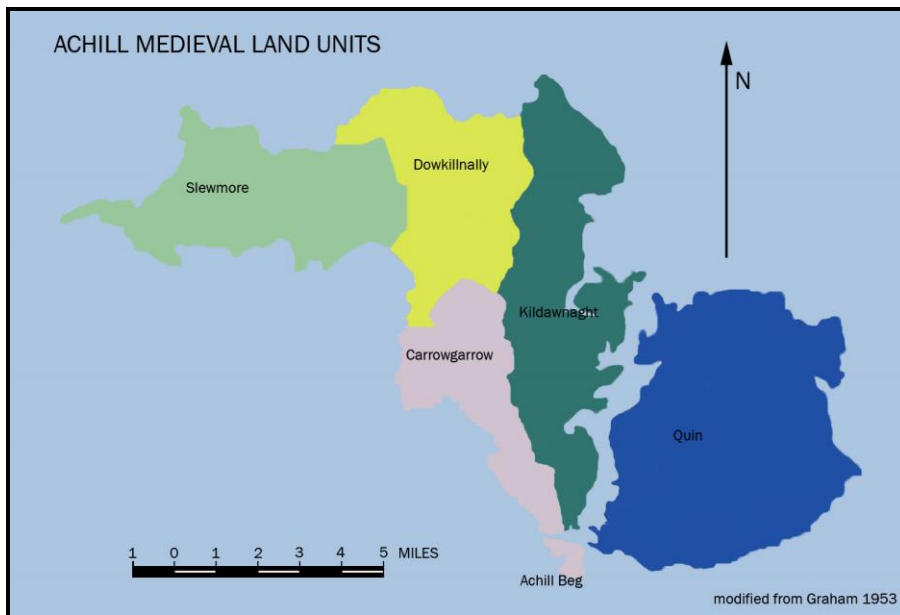 ACHILL MEDIEVAL LAND UNITS
N
Dowkillnally
Slewmore
Kildawnaght
Carrowgarrow
Quin
1 0 1 2 3 4 5 MILES
Achill Beg
modified from Graham 1953